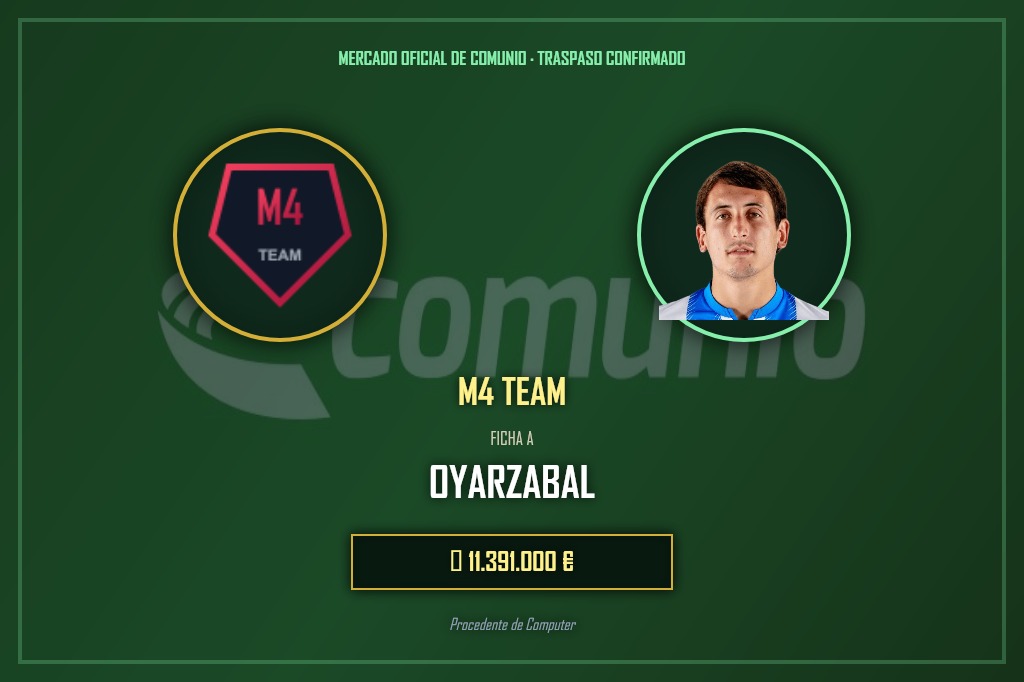 MERCADO OFICIAL DE COMUNIO · TRASPASO CONFIRMADO
M4
TEAM
comunio
M4 TEAM
FICHA A
OYARZABAL
11.391.000 €
Procedente de Computer